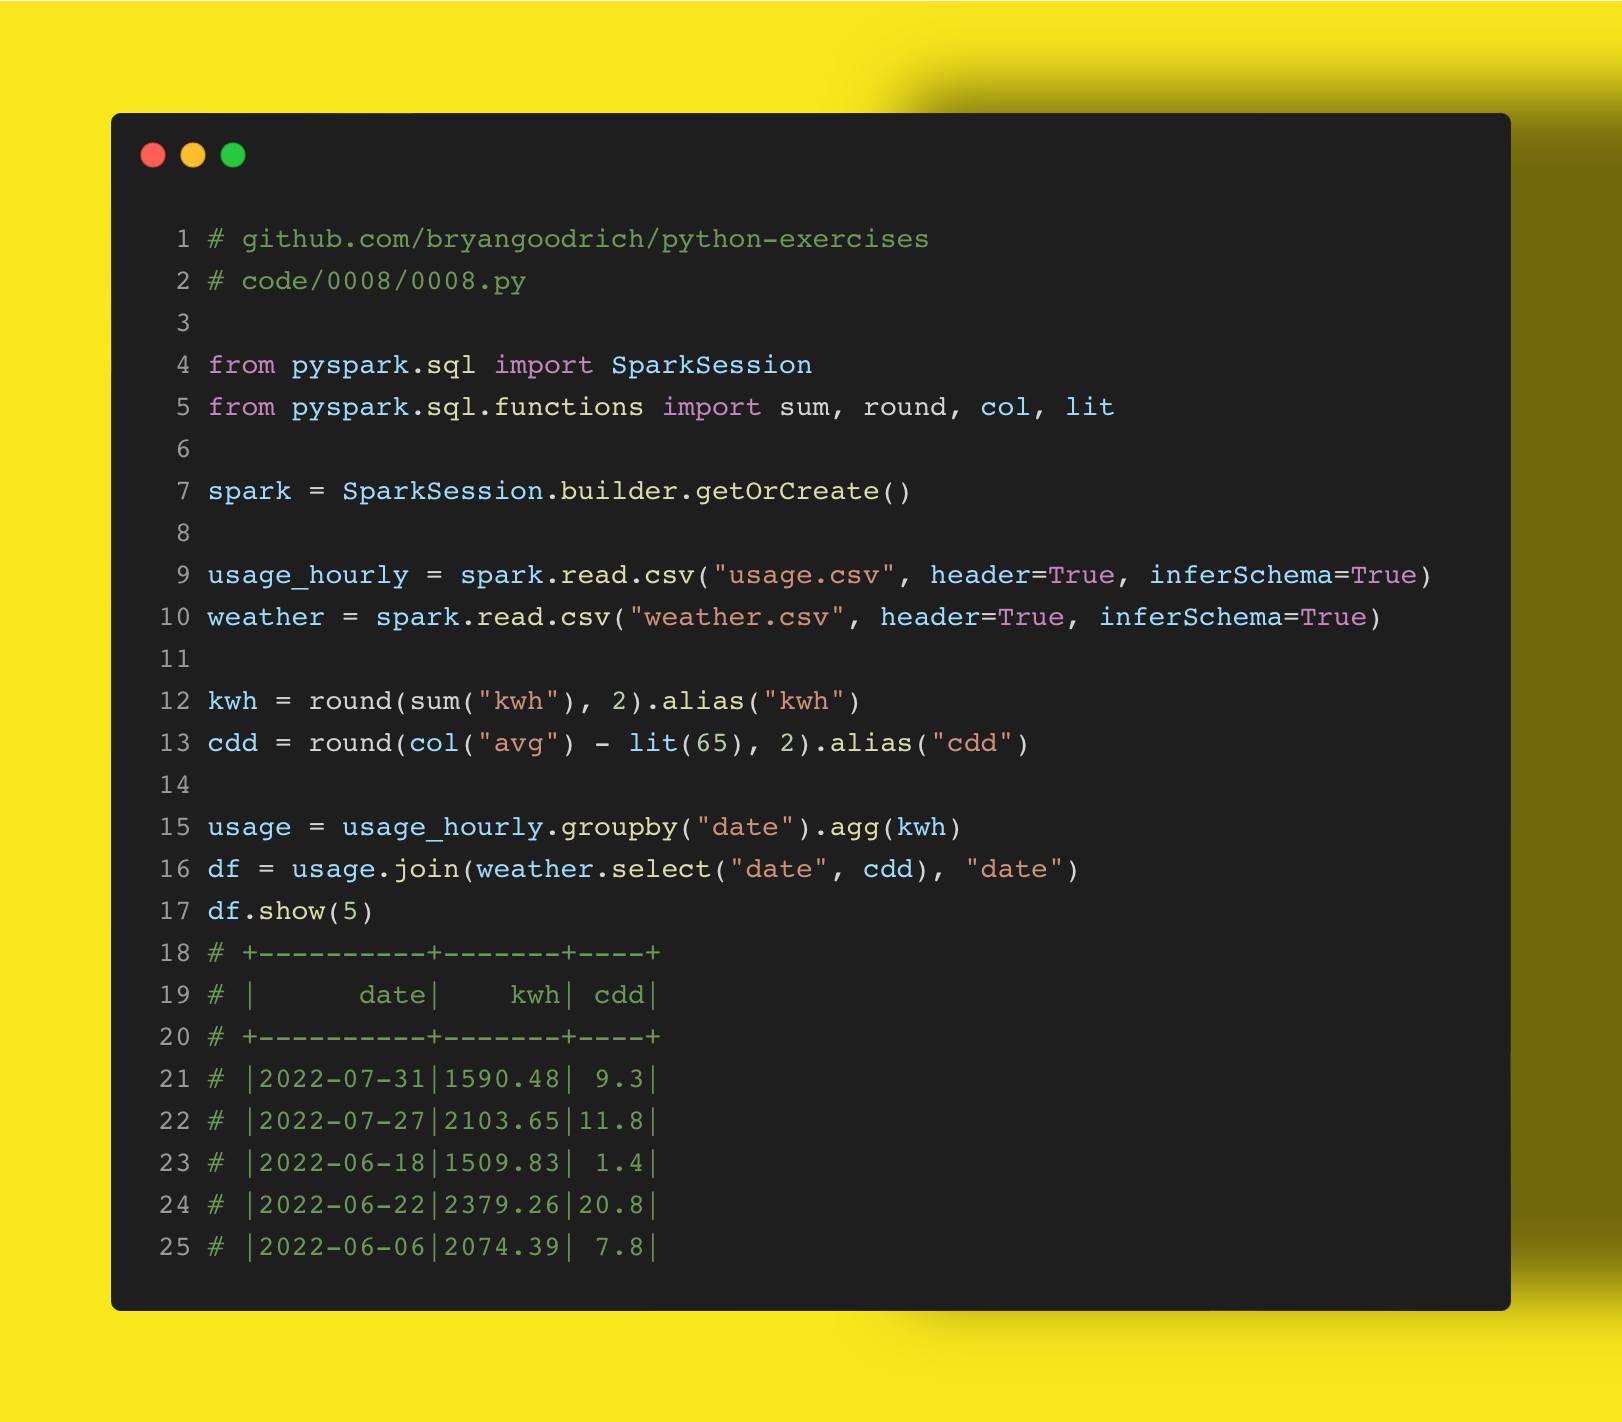 1 # github.com/bryangoodrich/python-exercises
2 # code/0008/0008.py
3
4 from pyspark.sql import SparkSession
5 from pyspark.sql.functions import sum, round, col, lit
6
7 spark = SparkSession.builder.getOrCreate()
8
9 usage_hourly = spark.read.csv("usage.csv", header=True, inferSchema=True)
10 weather = spark.read.csv("weather.csv", header=True, inferSchema=True)
11
12 kwh = round(sum("kwh"), 2).alias("kwh")
13 cdd = round(col("avg") - lit(65), 2).alias("cdd")
14
15 usage = usage_hourly.groupby("date").agg(kwh)
16 df = usage.join(weather.select("date", cdd), "date")
17 df.show(5)
18 # +----------+-------+----+
19 # |      date|    kwh| cdd|
20 # +----------+-------+----+
21 # |2022-07-31|1590.48| 9.3|
22 # |2022-07-27|2103.65|11.8|
23 # |2022-06-18|1509.83| 1.4|
24 # |2022-06-22|2379.26|20.8|
25 # |2022-06-06|2074.39| 7.8|